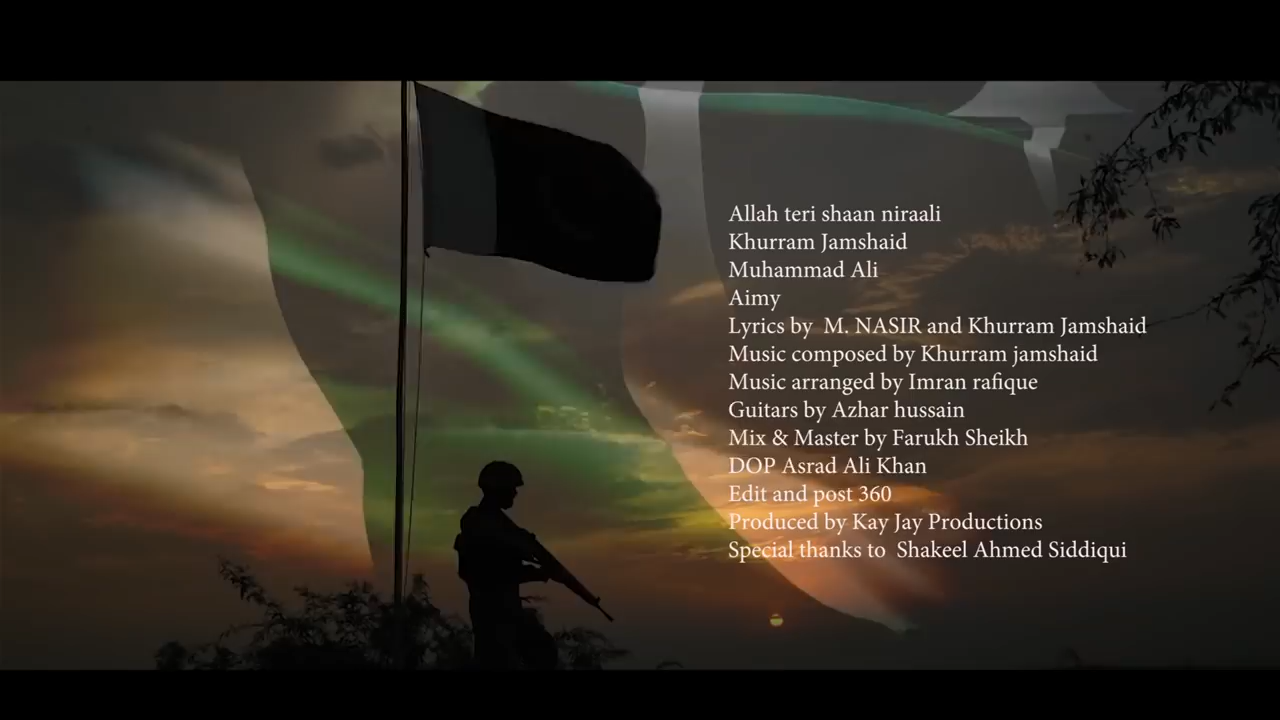 Allah teri shaan niraali
Khurram Jamshaid
Muhammad Ali
Aimy
Lyrics by  M. NASIR and Khurram Jamshaid
Music composed by Khurram jamshaid
Music arranged by Imran rafique
Guitars by Azhar hussain
Mix & Master by Farukh Sheikh
DOP Asrad Ali Khan
Edit and post 360
Produced by Kay Jay Productions
Special thanks to  Shakeel Ahmed Siddiqui